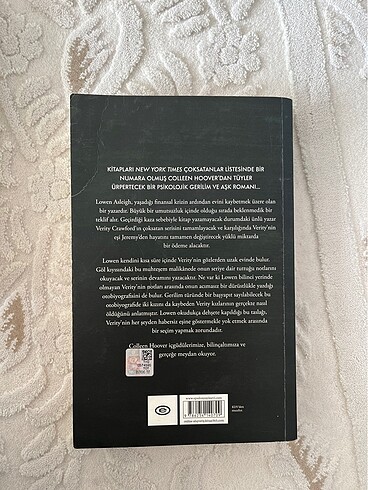 KİTAPLARI NEW YORK TIMES ÇOKSATANLAR LİSTESİNDE BİR
NUMARA OLMUŞ COLLEEN HOOVER'DAN TÜYLER
ÜRPERTECEK BİR PSİKOLOJİK GERİLİM VE AŞK ROMANI...
Lowen Asleigh, yaşadığı finansal krizin ardından evini kaybetmek üzere olan
bir yazardır. Büyük bir umutsuzluk içinde olduğu sırada beklenmedik bir
teklif alır. Geçirdiği kaza sebebiyle kitap yazamayacak durumdaki ünlü yazar
Verity Crawford'ın çoksatan serisini tamamlayacak ve karşılığında Verity'nin
eşi Jeremy'den hayatını tamamen değiştirecek yüklü miktarda
bir ödeme alacaktır.
Lowen kendini kısa süre içinde Verity'nin gözlerden uzak evinde bulur.
Göl kıyısındaki bu muhteşem malikânede onun seriye dair tuttuğu notlarını
okuyacak ve serinin devamını yazacaktır. Ne var ki Lowen bilinci yerinde
olmayan Verity'nin notları arasında onun acımasız bir dürüstlükle yazdığı
otobiyografisini de bulur. Gerilim türünde bir başyapıt sayılabilecek bu
otobiyografide iki kızını da kaybeden Verity kızlarının gerçekte nasıl
öldüğünü anlatmıştır. Lowen okudukça dehşete kapıldığı bu taslağı,
Verity'nin her şeyden habersiz eşine göstermekle yok etmek arasında
bir seçim yapmak zorundadır.
Colleen Hoover içgüdülerimize, bilinçaltımıza ve
gerçeğe meydan okuyor.